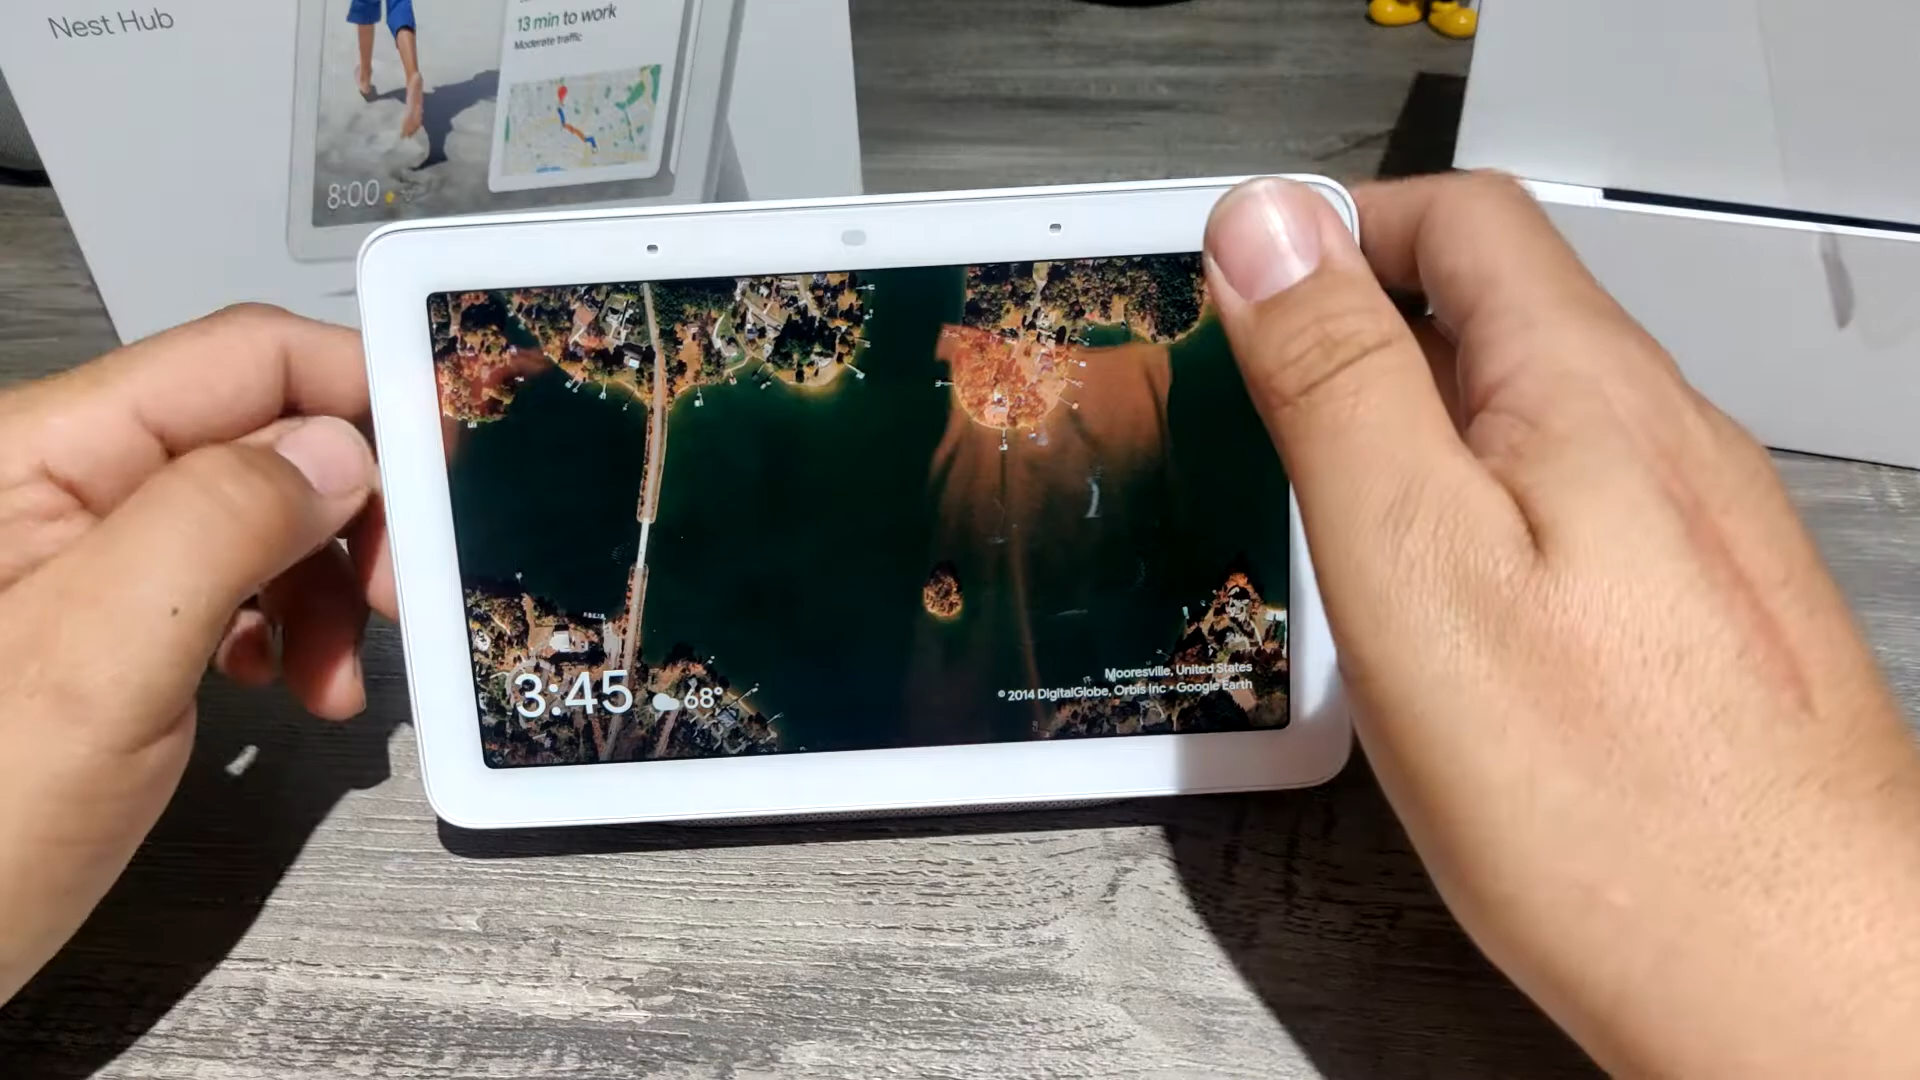 Nest Hub
13 min to work
Moderate traffic
8:00
3:45 68°
Mooresville, United States
© 2014 DigitalGlobe, Orbis Inc • Google Earth